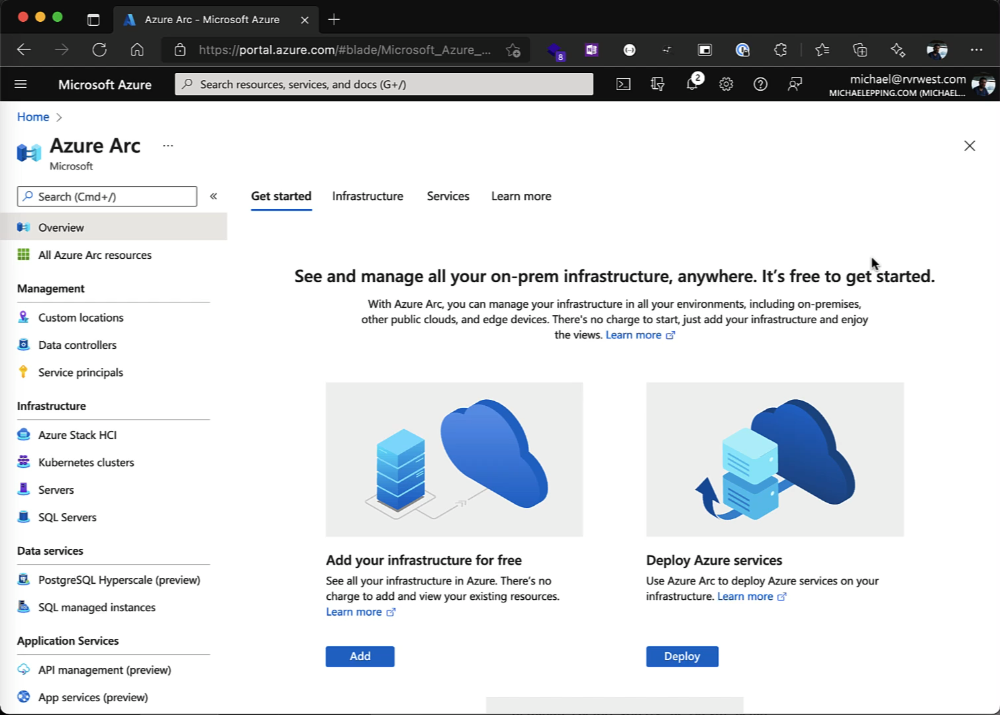 Azure Arc - Microsoft Azure
https://portal.azure.com/#blade/Microsoft_Azure_...
8
Microsoft Azure
Search resources, services, and docs (G+/)
2
michael@rvrwest.com
MICHAELEPPING.COM (MICHAEL...
Home
Azure Arc
Microsoft
Search (Cmd+/)
Get started
Infrastructure
Services
Learn more
Overview
All Azure Arc resources
Management
Custom locations
Data controllers
Service principals
Infrastructure
Azure Stack HCI
Kubernetes clusters
Servers
SQL Servers
Data services
PostgreSQL Hyperscale (preview)
SQL managed instances
Application Services
API management (preview)
App services (preview)
See and manage all your on-prem infrastructure, anywhere. It's free to get started.
With Azure Arc, you can manage your infrastructure in all your environments, including on-premises,
other public clouds, and edge devices. There's no charge to start, just add your infrastructure and enjoy
the views. Learn more
Add your infrastructure for free
See all your infrastructure in Azure. There's no
charge to add and view your existing resources.
Learn more
Add
Deploy Azure services
Use Azure Arc to deploy Azure services on your
infrastructure. Learn more
Deploy